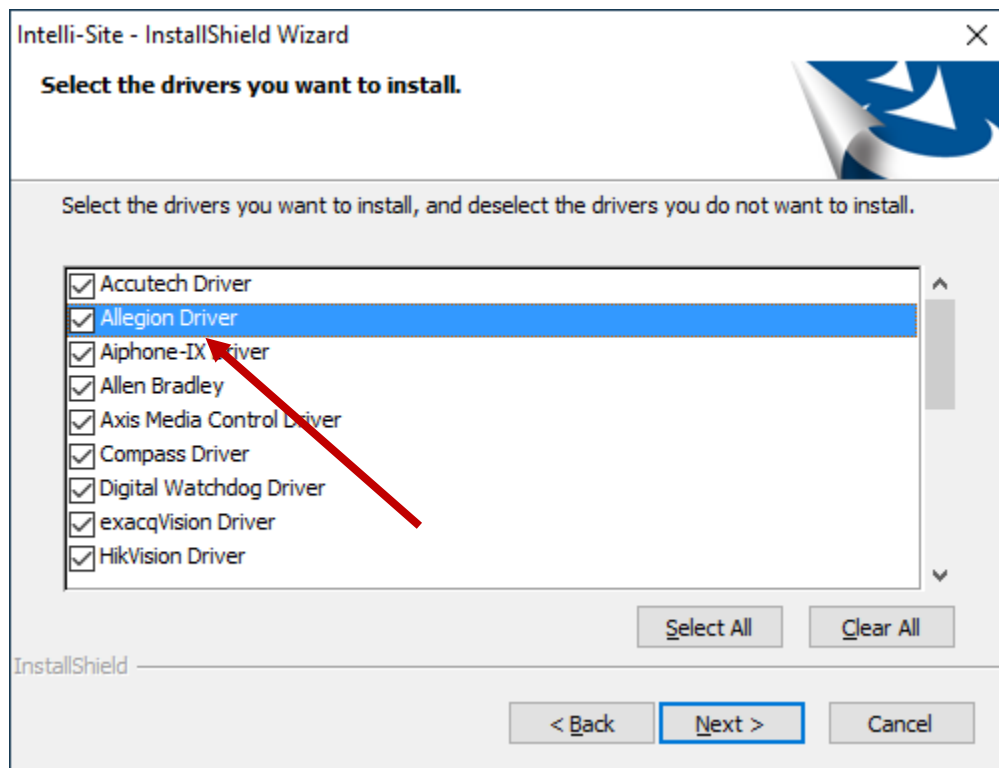 Intelli-Site - InstallShield Wizard
Select the drivers you want to install.
Select the drivers you want to install, and deselect the drivers you do not want to install.
Accutech Driver
Allegion Driver
Aiphone-IX Driver
Allen Bradley
Axis Media Control Driver
Compass Driver
Digital Watchdog Driver
exacqVision Driver
HikVision Driver
Select All Clear All
InstallShield
< Back Next > Cancel